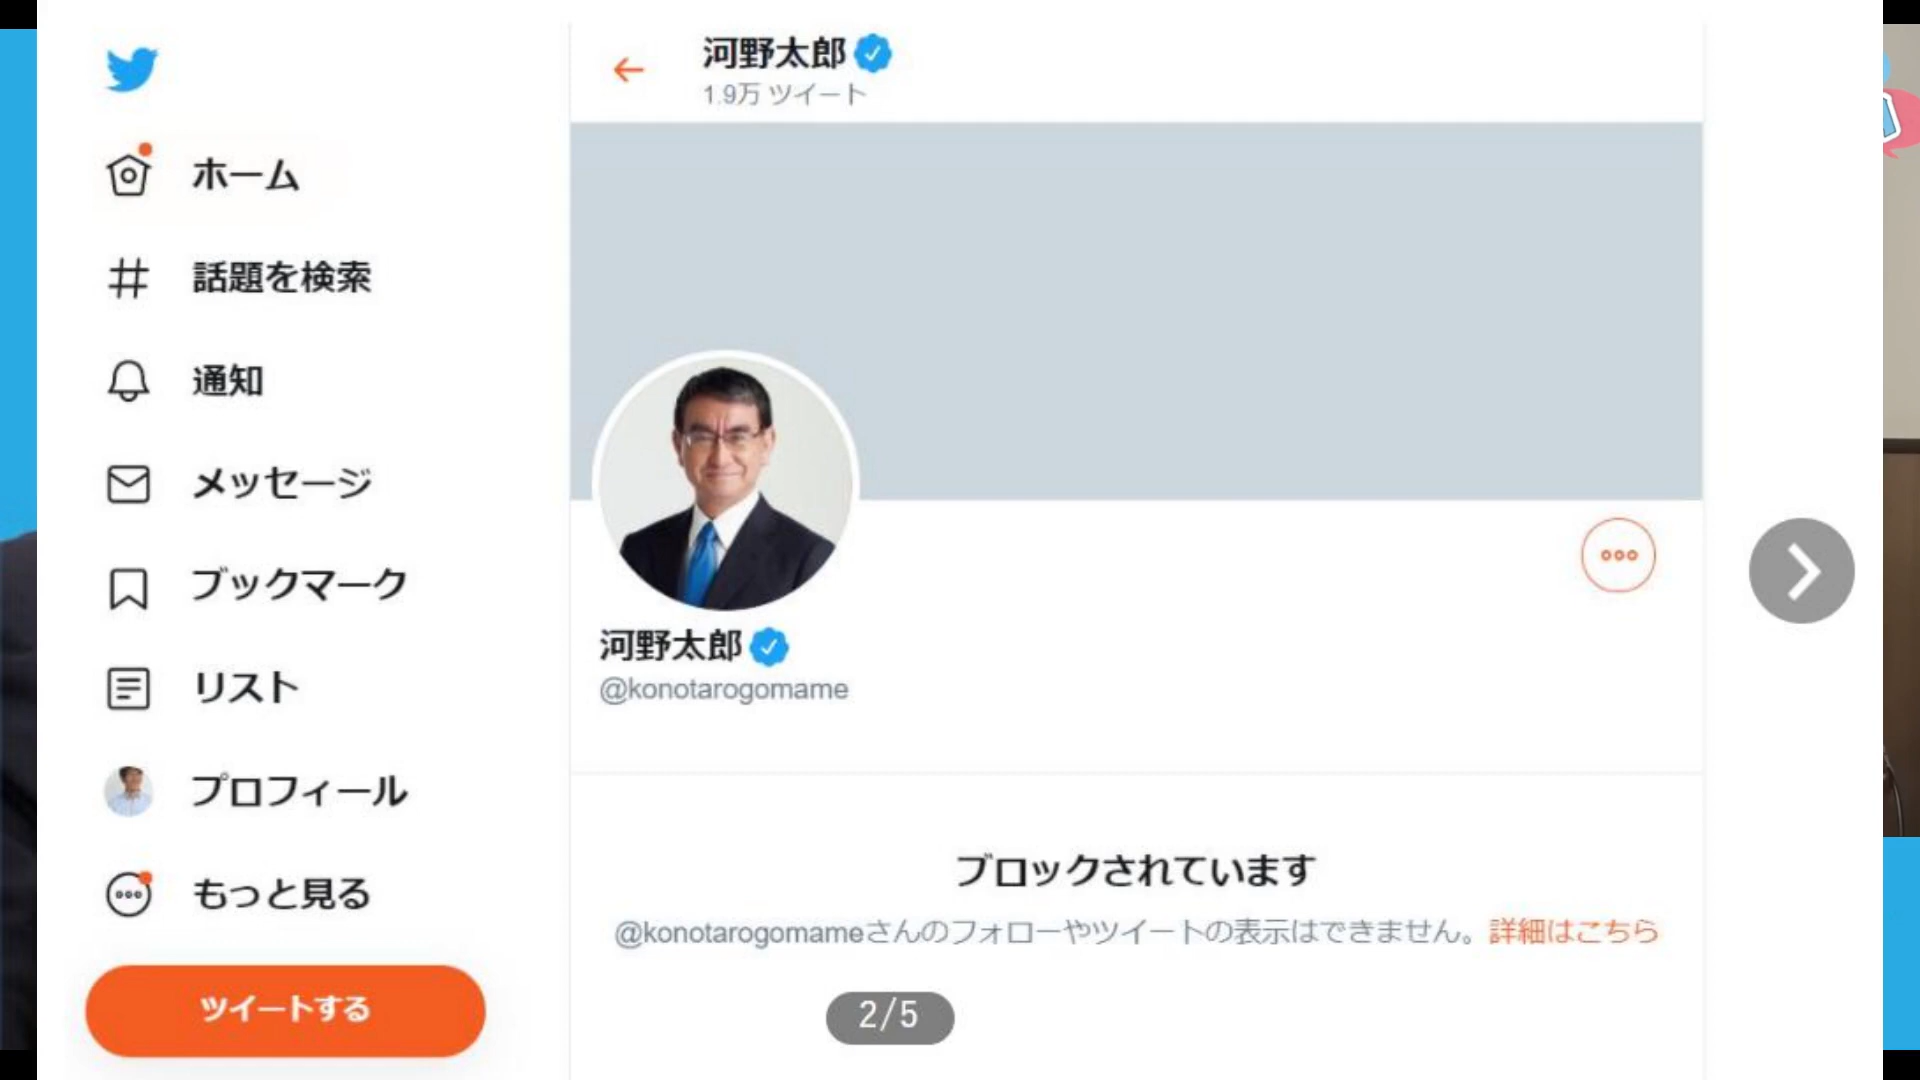 河野太郎
1.9万 ツイート
ホーム
話題を検索
通知
メッセージ
ブックマーク
リスト
プロフィール
もっと見る
ツイートする
河野太郎
@konotarogomame
ブロックされています
@konotarogomameさんのフォローやツイートの表示はできません。詳細はこちら
2/5